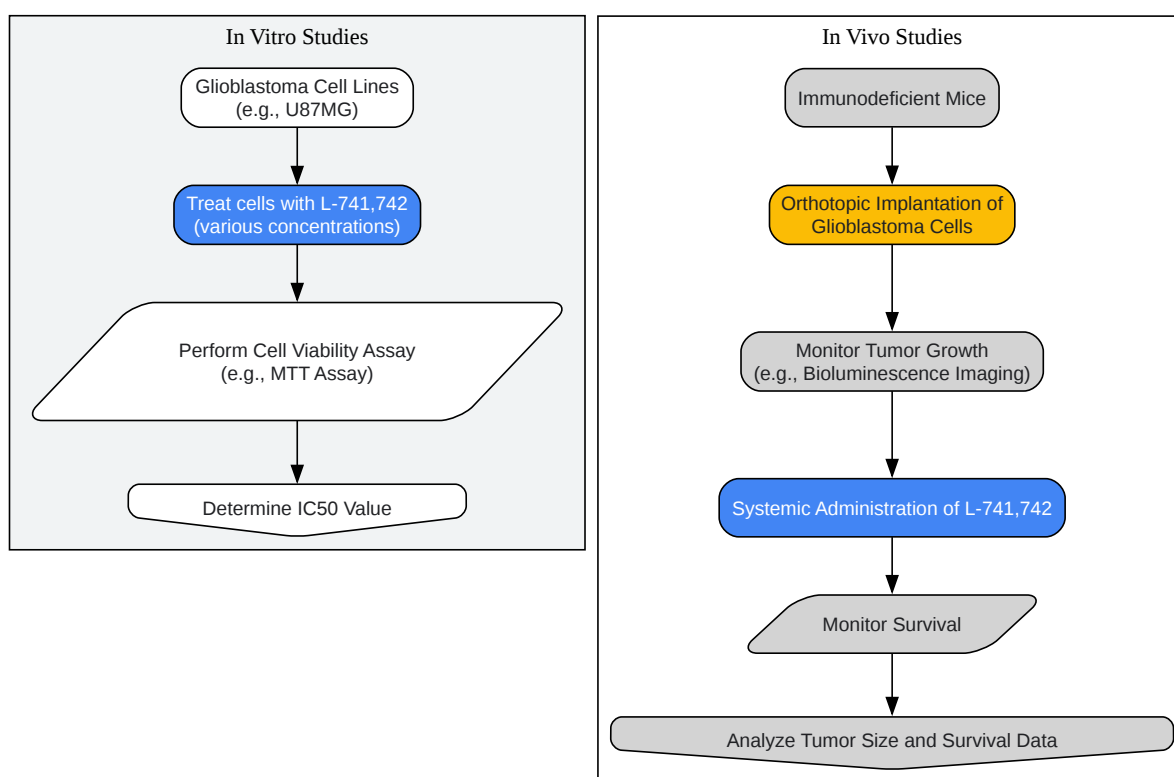 In Vitro Studies
Glioblastoma Cell Lines
(e.g., U87MG)
Treat cells with L-741,742
(various concentrations)
Perform Cell Viability Assay
(e.g., MTT Assay)
Determine IC50 Value
In Vivo Studies
Immunodeficient Mice
Orthotopic Implantation of
Glioblastoma Cells
Monitor Tumor Growth
(e.g., Bioluminescence Imaging)
Systemic Administration of L-741,742
Monitor Survival
Analyze Tumor Size and Survival Data